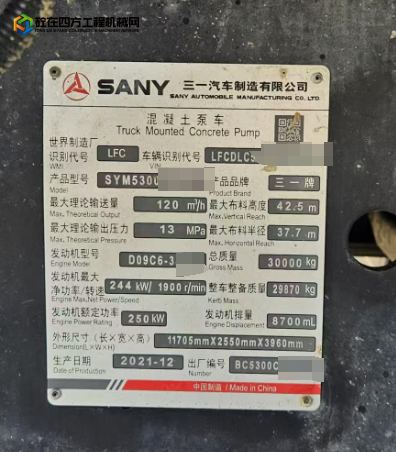 砼在四方工程机械网
SANY 三一汽车制造有限公司
SANY AUTOMOBILE MANUFACTURING CO., LTD.
混凝土泵车
Truck Mounted Concrete Pump
世界制造厂
识别代号 LFC 车辆识别代号 LFCDLC5
WMI VIN
产品型号 SYM5300 产品品牌 三一牌
Model Product Brand
最大理论输送量 120 m³/h 最大布料高度 42.5 m
Max. Theoretical Output Max.Vertical Reach
最大理论出压力 13 MPa 最大布料半径 37.7 m
Max. Theoretical Pressure Max. Horizontal Reach
发动机型号 D09C6-3 总质量 30000 kg
Engine Model Gross Mass
发动机最大
净功率/转速 244 kW/ 1900 r/min 整车整备质量 29870 kg
Engine Max.Net Power/Speed Kerb Mass
发动机额定功率 250 kW 发动机排量 8700 mL
Engine Power Rating Engine Displacement
外形尺寸（长×宽×高） 11705mm×2550mm×3960mm
Dimension(L×W×H)
生产日期 2021-12 出厂编号 BC5300C
Date of Production Number
中国制造 / Made in China